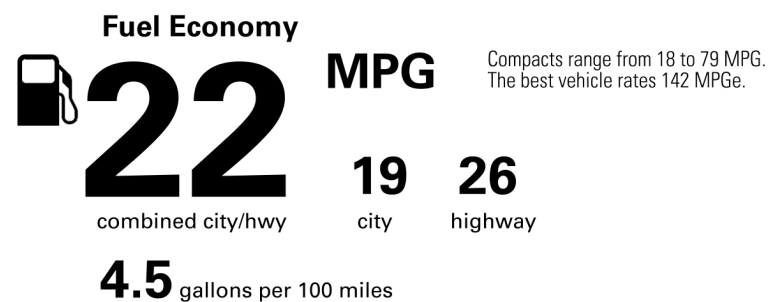 Fuel Economy
22
MPG
Compacts range from 18 to 79 MPG.
The best vehicle rates 142 MPGe.
19 26
combined city/hwy city highway
4.5 gallons per 100 miles